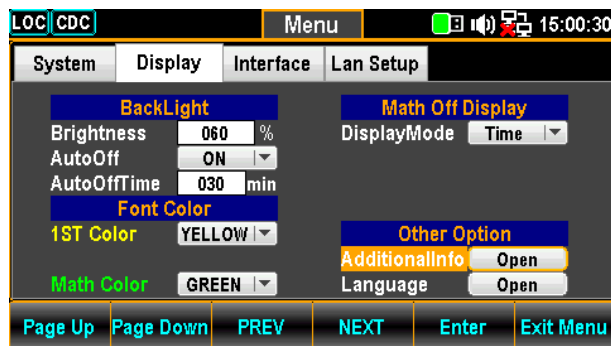 LOC CDC Menu 15:00:30
System Display Interface Lan Setup
BackLight
Brightness 060 %
AutoOff ON
AutoOffTime 030 min
Font Color
1ST Color YELLOW
Math Color GREEN
Math Off Display
DisplayMode Time
Other Option
AdditionalInfo Open
Language Open
Page Up Page Down PREV NEXT Enter Exit Menu